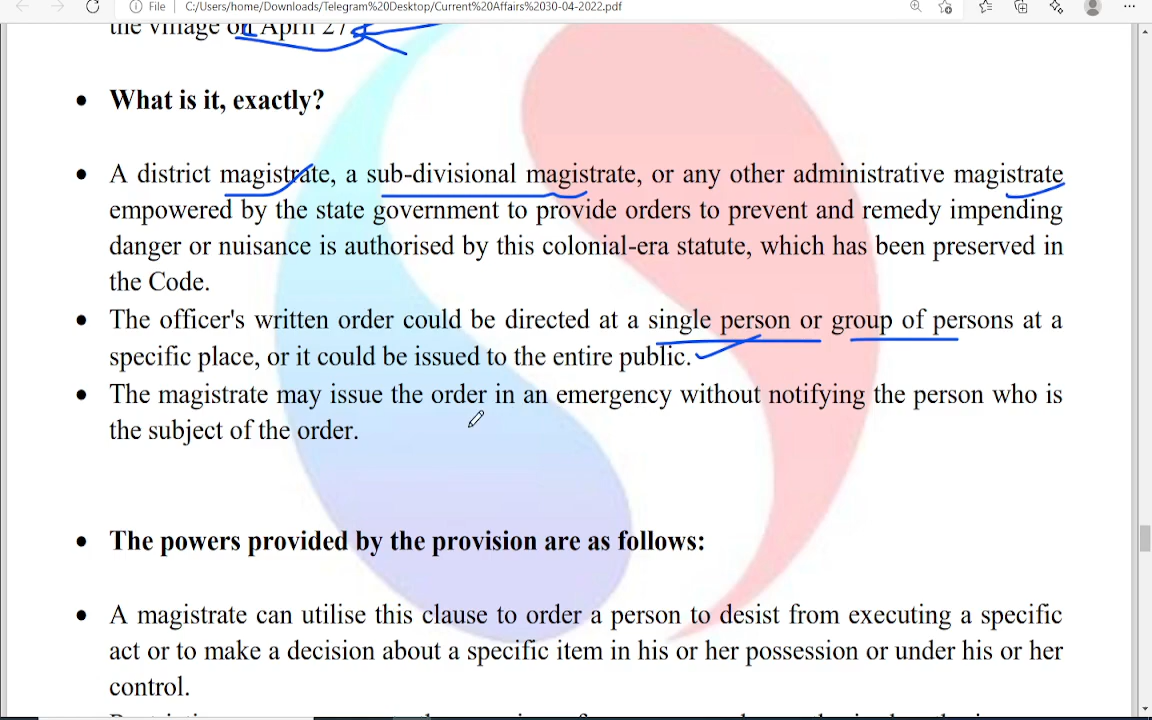 File C:/Users/home/Downloads/Telegram%20Desktop/Current%20Affairs%2030-04-2022.pdf
the village on April 27
• What is it, exactly?
• A district magistrate, a sub-divisional magistrate, or any other administrative magistrate
empowered by the state government to provide orders to prevent and remedy impending
danger or nuisance is authorised by this colonial-era statute, which has been preserved in
the Code.
• The officer's written order could be directed at a single person or group of persons at a
specific place, or it could be issued to the entire public.
• The magistrate may issue the order in an emergency without notifying the person who is
the subject of the order.
• The powers provided by the provision are as follows:
• A magistrate can utilise this clause to order a person to desist from executing a specific
act or to make a decision about a specific item in his or her possession or under his or her
control.